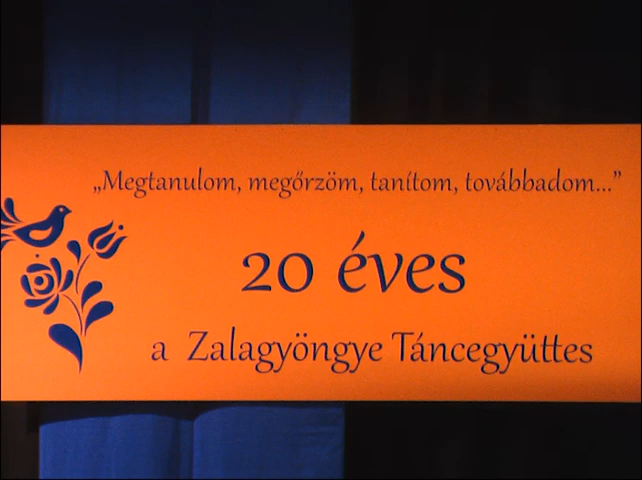 „Megtanulom, megőrzöm, tanítom, továbbadom..."
20 éves
a Zalagyöngye Táncegyüttes